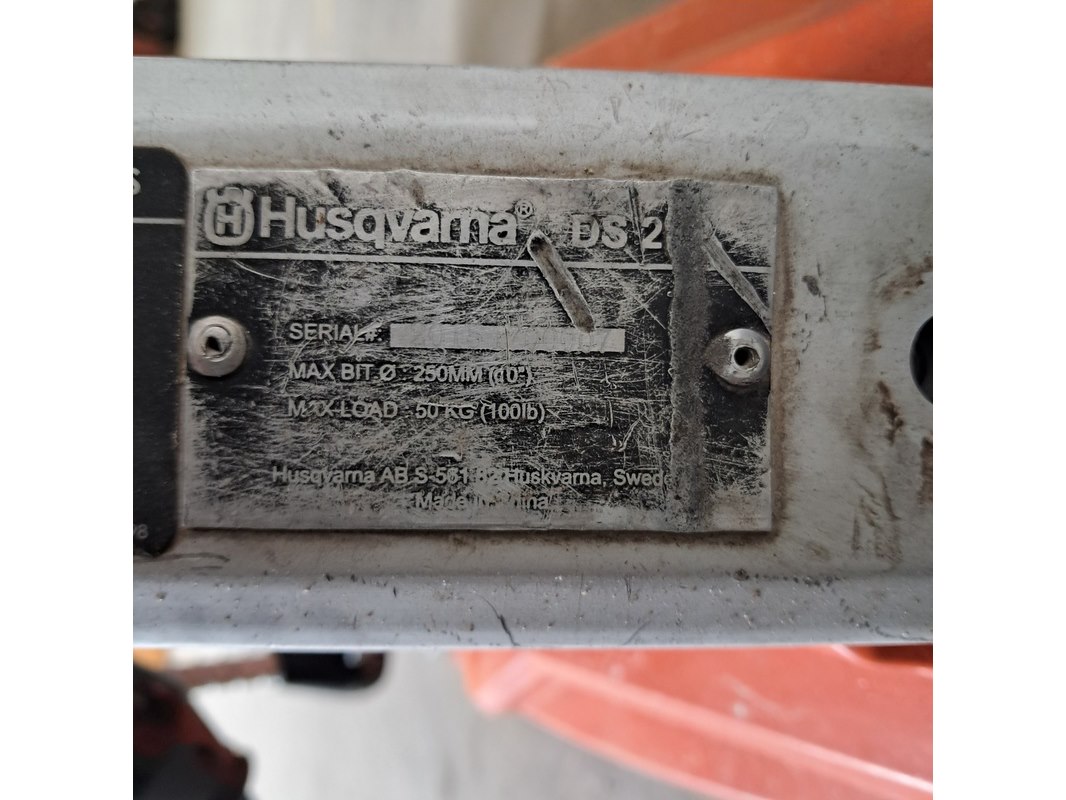 Husqvarna® DS 2
SERIAL#:
MAX BIT Ø : 250MM (10")
MAX LOAD : 50 KG (100lb)
Husqvarna AB S-561 82 Huskvarna, Swede
Made in China